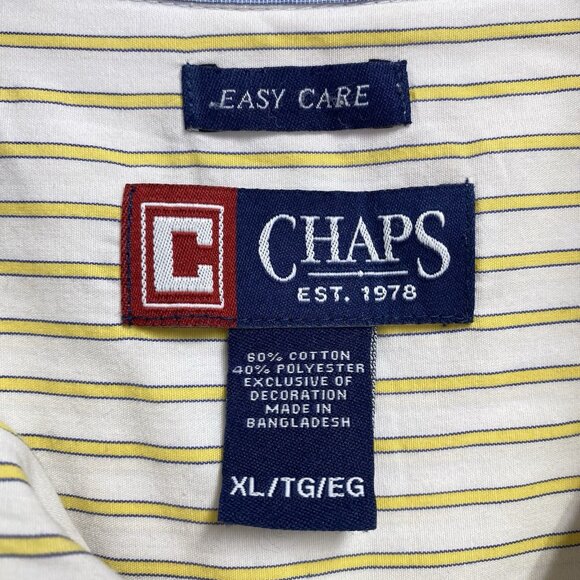 EASY CARE
C CHAPS
EST. 1978
60% COTTON
40% POLYESTER
EXCLUSIVE OF
DECORATION
MADE IN
BANGLADESH
XL/TG/EG